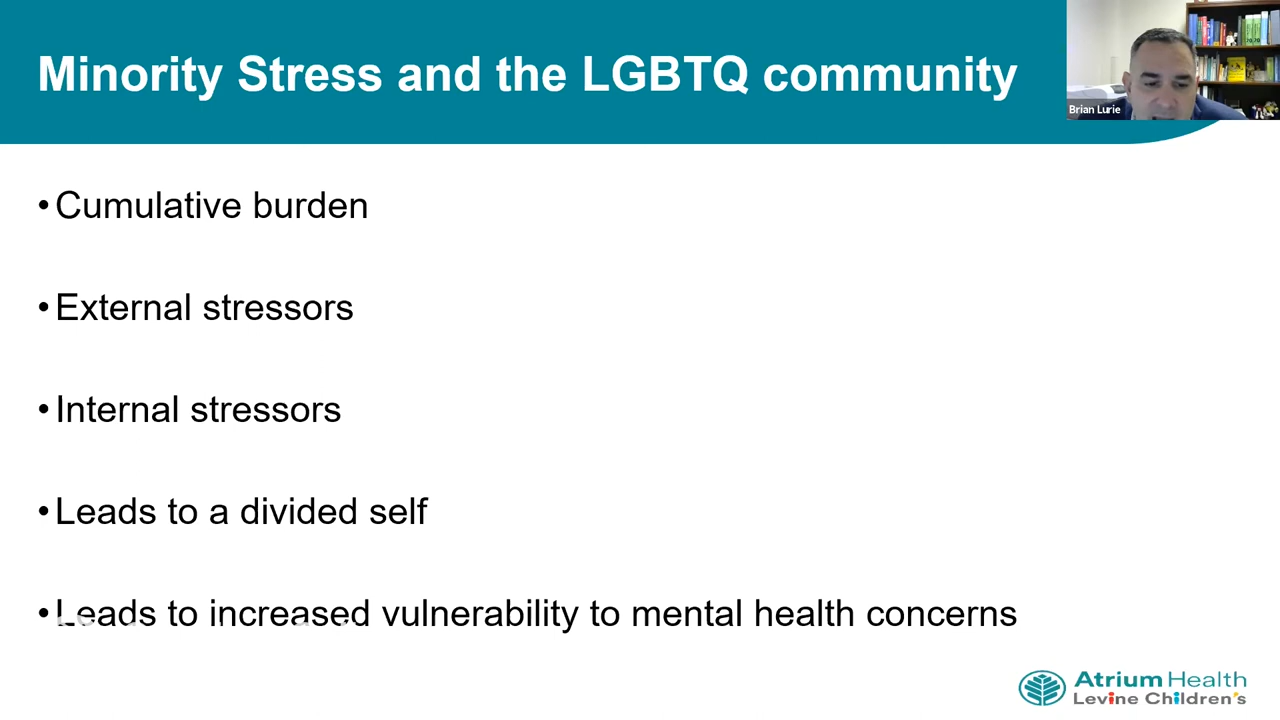 Minority Stress and the LGBTQ community
Brian Lurie
• Cumulative burden
• External stressors
• Internal stressors
• Leads to a divided self
• Leads to increased vulnerability to mental health concerns
Atrium Health
Levine Children's